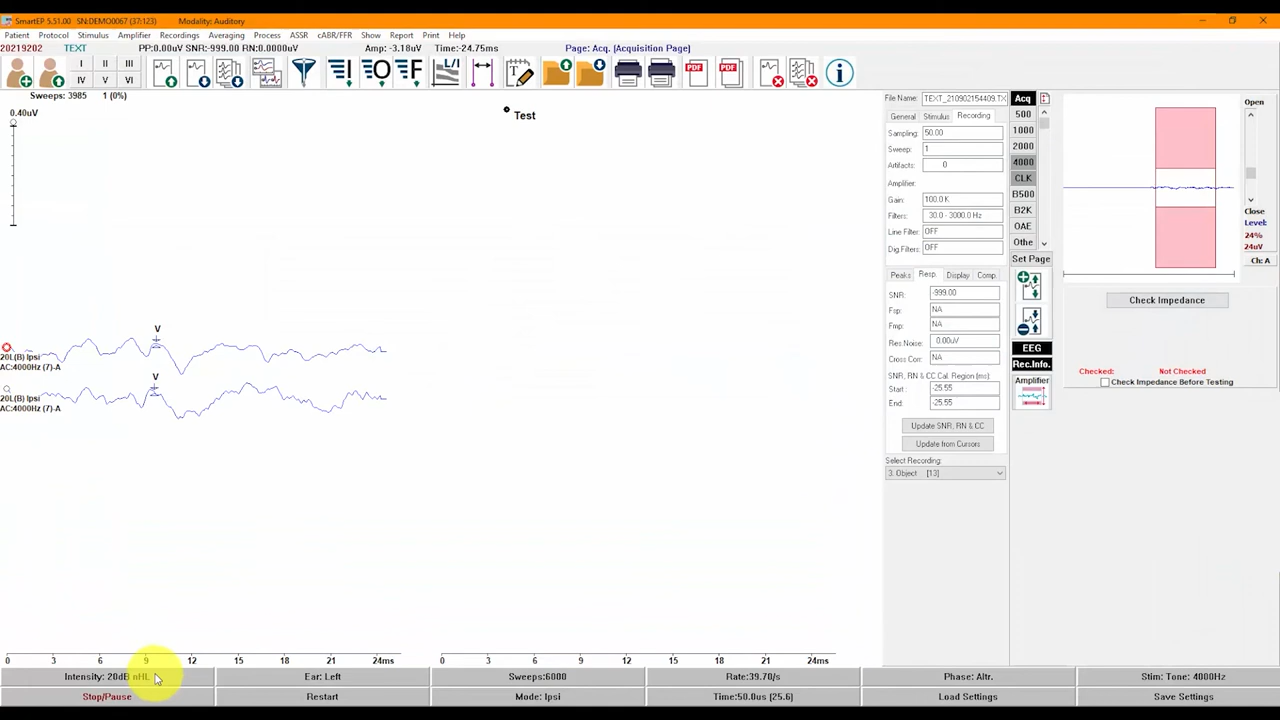 SmartEP 5.51.00 SN:DEMO0067 (37:123) Modality: Auditory
Patient Protocol Stimulus Amplifier Recordings Averaging Process ASSR cABR/FFR Show Report Print Help
20219202 TEXT PP:0.00uV SNR:-999.00 RN:0.0000uV Amp: -3.18uV Time:-24.75ms Page: Acq. (Acquisition Page)
I II III
IV V VI
I O F L/I T PDF PDF
Sweeps: 3985 1 (0%)
0.40uV
Test
V
20L(B) Ipsi
AC:4000Hz (7)-A
V
20L(B) Ipsi
AC:4000Hz (7)-A
0 3 6 9 12 15 18 21 24ms
0 3 6 9 12 15 18 21 24ms
File Name: TEXT_210902154409.TX
General Stimulus Recording
Sampling: 50.00
Sweep: 1
Artifacts: 0
Amplifier:
Gain: 100.0 K
Filters: 30.0 - 3000.0 Hz
Line Filter: OFF
Dig.Filters: OFF
Peaks Resp. Display Comp.
SNR: -999.00
Fsp: NA
Fmp: NA
Res.Noise: 0.00uV
Cross Corr: NA
SNR, RN & CC Cal. Region (ms)
Start: -25.55
End: -25.55
Update SNR, RN & CC
Update from Cursors
Select Recording:
3. Object [13]
Acq
500
1000
2000
4000
CLK
B500
B2K
OAE
Othe
Set Page
EEG
Rec.Info.
Amplifier
Open
Close
Level:
24%
24uV
Ch: A
Check Impedance
Checked: Not Checked
Check Impedance Before Testing
Intensity: 20dB nHL Ear: Left Sweeps:6000 Rate:39.70/s Phase: Altr. Stim: Tone: 4000Hz
Stop/Pause Restart Mode: Ipsi Time:50.0us (25.6) Load Settings Save Settings